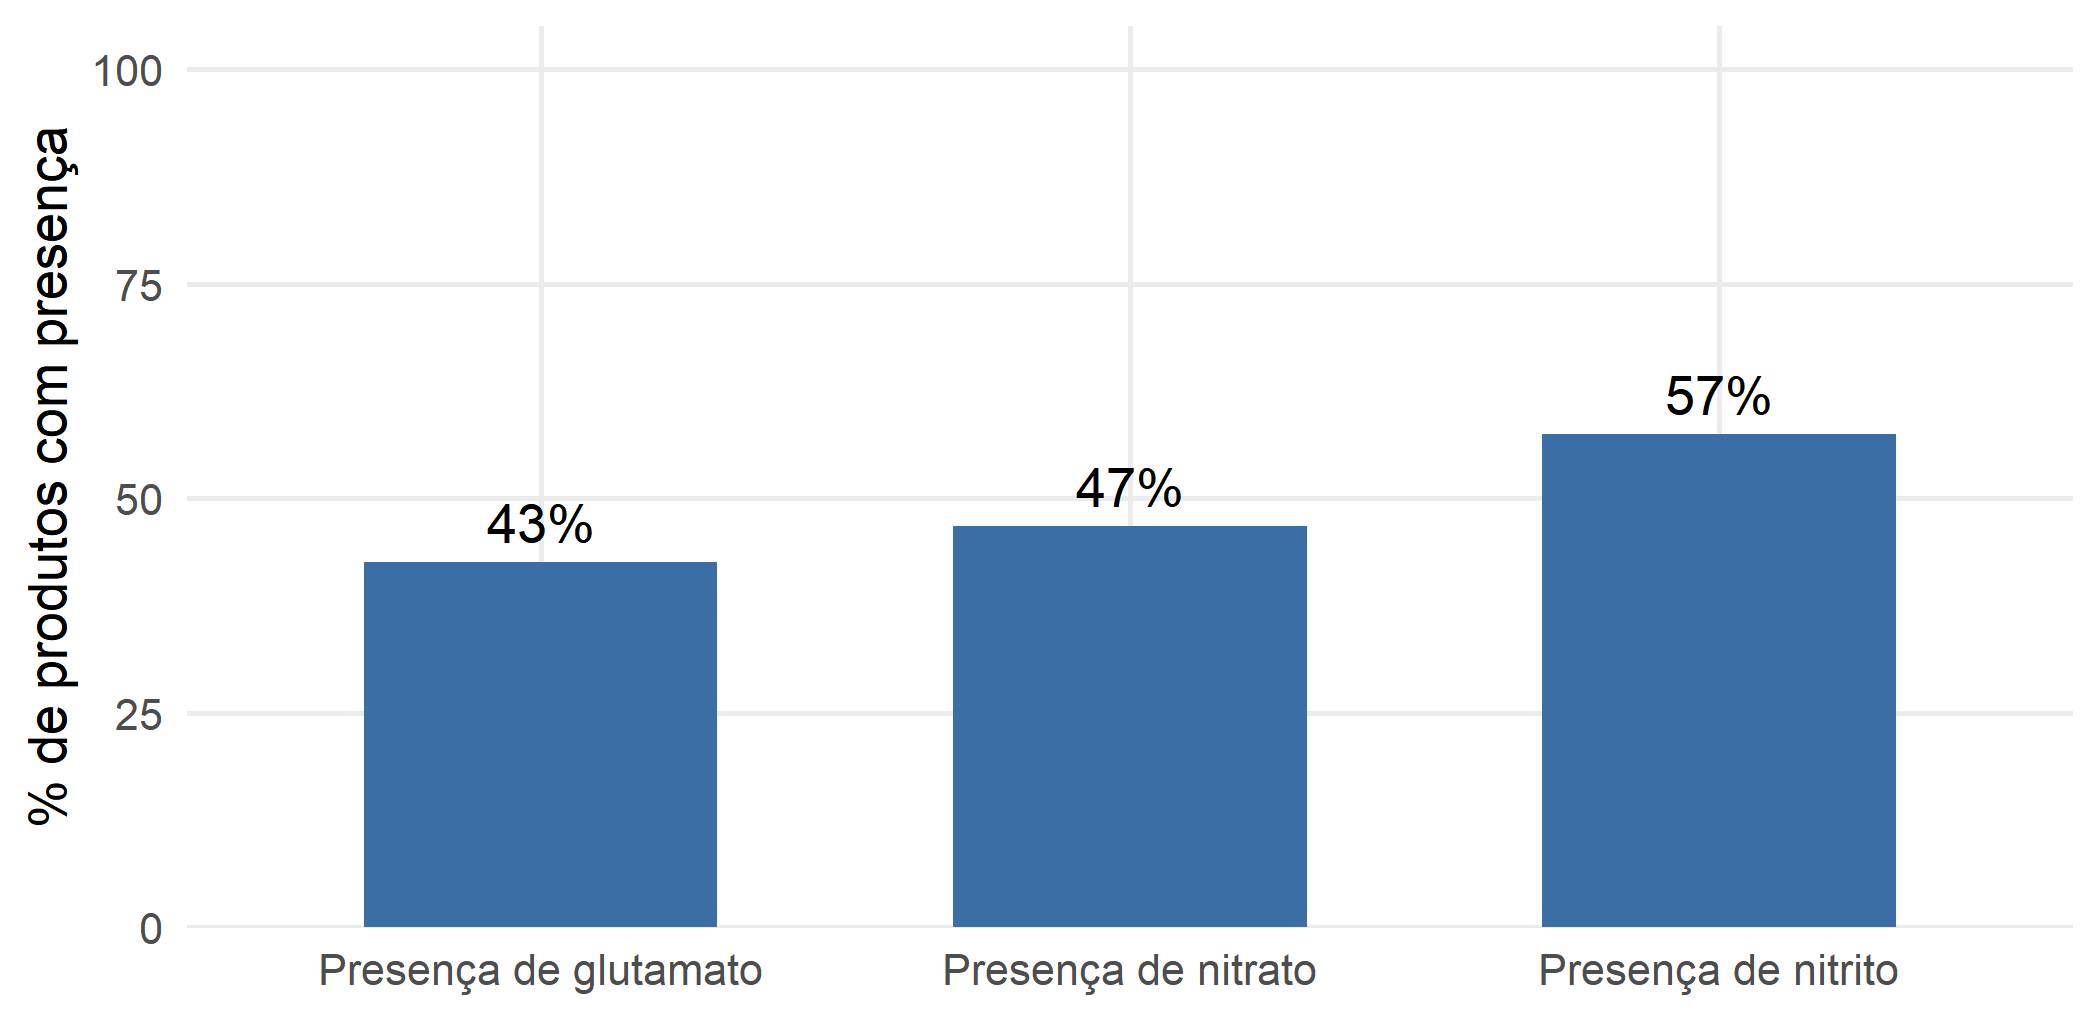 % de produtos com presença
100
75
50
25
0
43%
47%
57%
Presença de glutamato
Presença de nitrato
Presença de nitrito